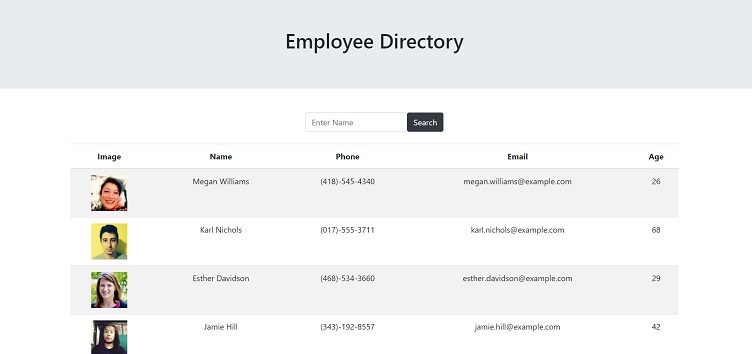 Employee Directory
Enter Name Search
Image Name Phone Email Age
Megan Williams (418)-545-4340 megan.williams@example.com 26
Karl Nichols (017)-555-3711 karl.nichols@example.com 68
Esther Davidson (468)-534-3660 esther.davidson@example.com 29
Jamie Hill (343)-192-8557 jamie.hill@example.com 42